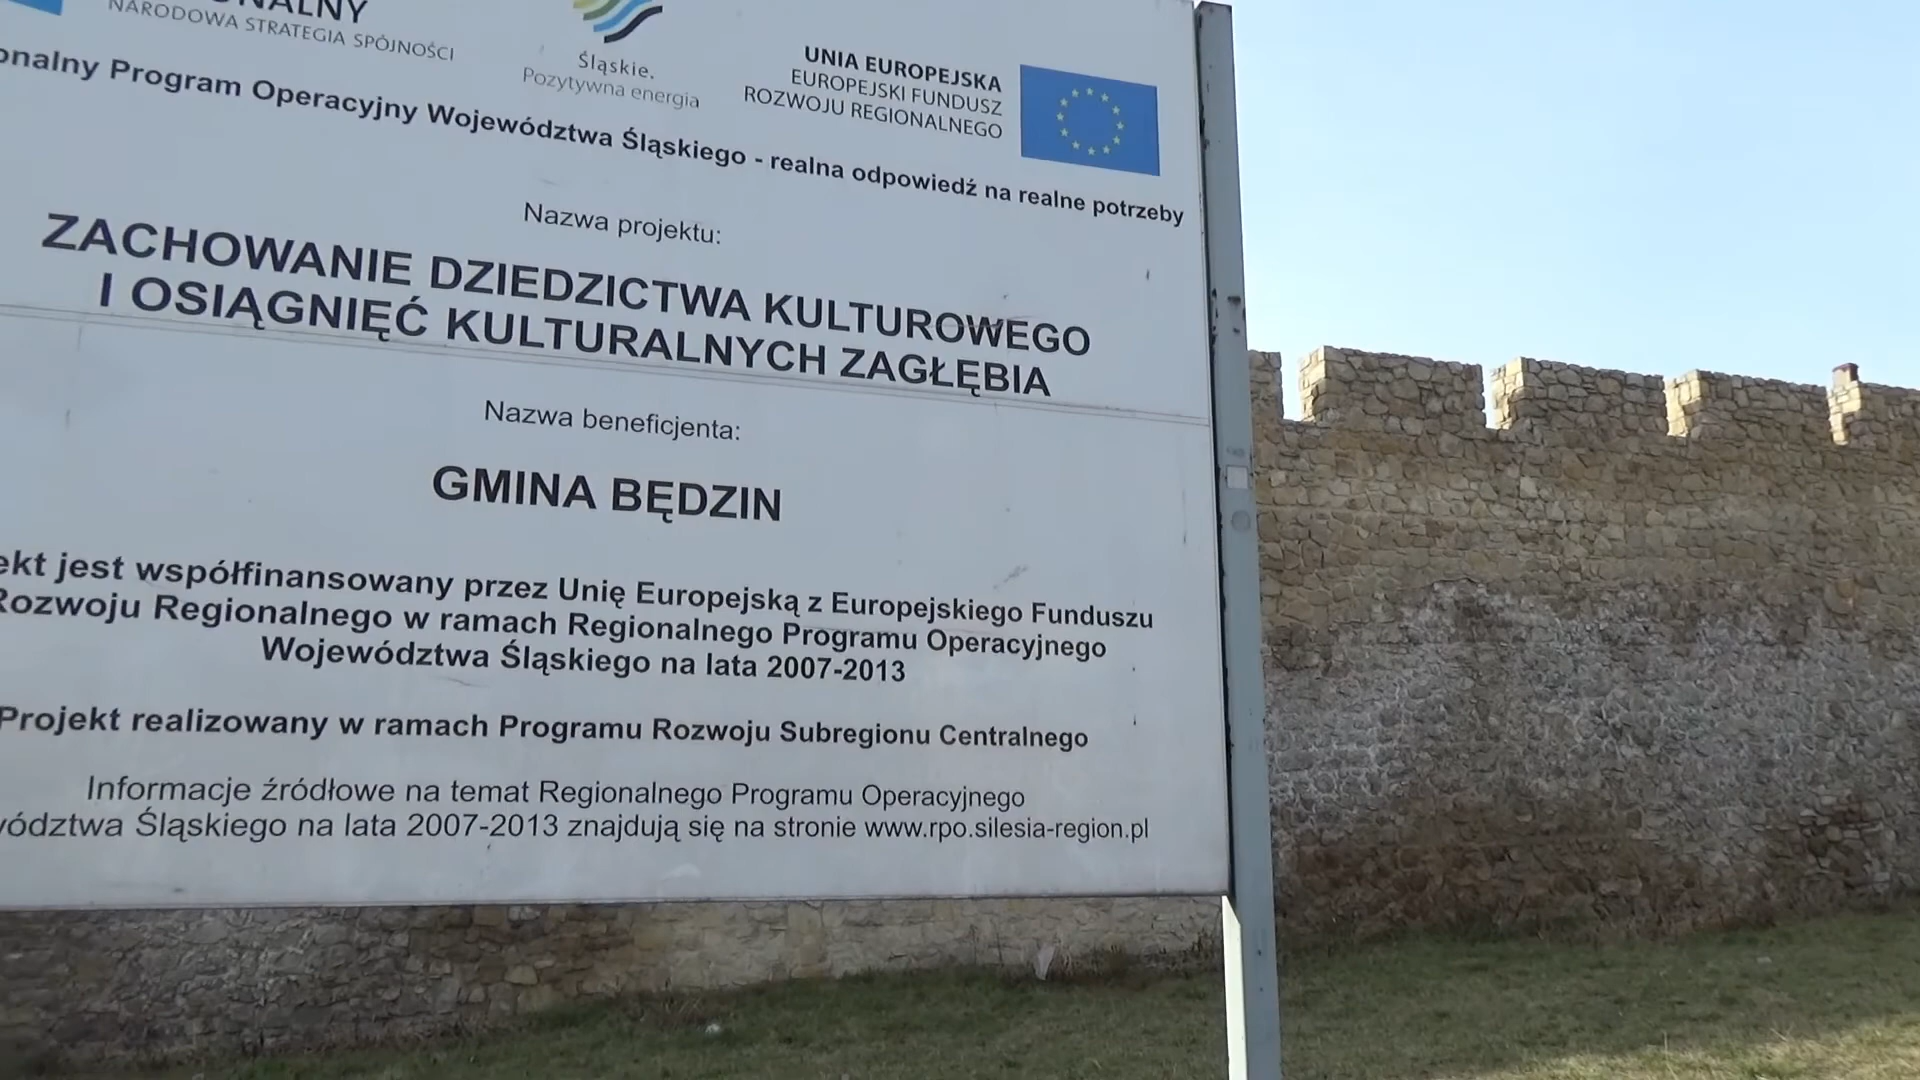 NARODOWA STRATEGIA SPÓJNOŚCI
Śląskie.
Pozytywna energia
UNIA EUROPEJSKA
EUROPEJSKI FUNDUSZ
ROZWOJU REGIONALNEGO
Program Operacyjny Województwa Śląskiego - realna odpowiedź na realne potrzeby
Nazwa projektu:
ZACHOWANIE DZIEDZICTWA KULTUROWEGO
I OSIĄGNIĘĆ KULTURALNYCH ZAGŁĘBIA
Nazwa beneficjenta:
GMINA BĘDZIN
jest współfinansowany przez Unię Europejską z Europejskiego Funduszu
Rozwoju Regionalnego w ramach Regionalnego Programu Operacyjnego
Województwa Śląskiego na lata 2007-2013
Projekt realizowany w ramach Programu Rozwoju Subregionu Centralnego
Informacje źródłowe na temat Regionalnego Programu Operacyjnego
Śląskiego na lata 2007-2013 znajdują się na stronie www.rpo.silesia-region.pl